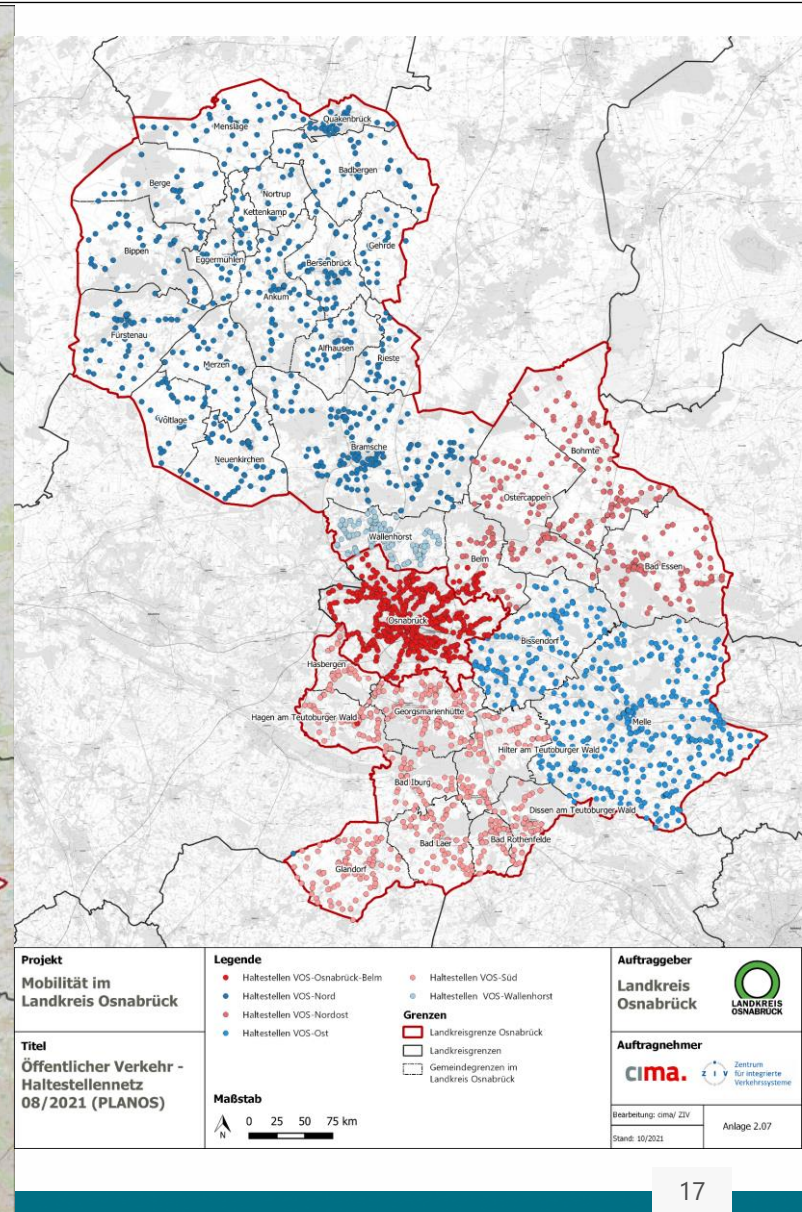 Menslage
Quakenbrück
Badbergen
Berge
Nortrup
Kettenkamp
Gehrde
Bippen
Eggermühlen
Bersenbrück
Ankum
Fürstenau
Alfhausen
Rieste
Merzen
Voltlage
Bramsche
Neuenkirchen
Bohmte
Ostercappeln
Wallenhorst
Belm
Bad Essen
Osnabrück
Bissendorf
Hasbergen
Hagen am Teutoburger Wald
Georgsmarienhütte
Melle
Hilter am Teutoburger Wald
Bad Iburg
Dissen am Teutoburger Wald
Bad Laer
Bad Rothenfelde
Glandorf
Projekt
Mobilität im
Landkreis Osnabrück
Titel
Öffentlicher Verkehr -
Haltestellennetz
08/2021 (PLANOS)
Legende
Haltestellen VOS-Osnabrück-Belm
Haltestellen VOS-Nord
Haltestellen VOS-Nordost
Haltestellen VOS-Ost
Haltestellen VOS-Süd
Haltestellen VOS-Wallenhorst
Grenzen
Landkreisgrenze Osnabrück
Landkreisgrenzen
Gemeindegrenzen im
Landkreis Osnabrück
Maßstab
N
0 25 50 75 km
Auftraggeber
Landkreis
Osnabrück
LANDKREIS
OSNABRÜCK
Auftragnehmer
cima.
ZIV
Zentrum
für integrierte
Verkehrssysteme
Bearbeitung: cima/ ZIV
Stand: 10/2021
Anlage 2.07
17